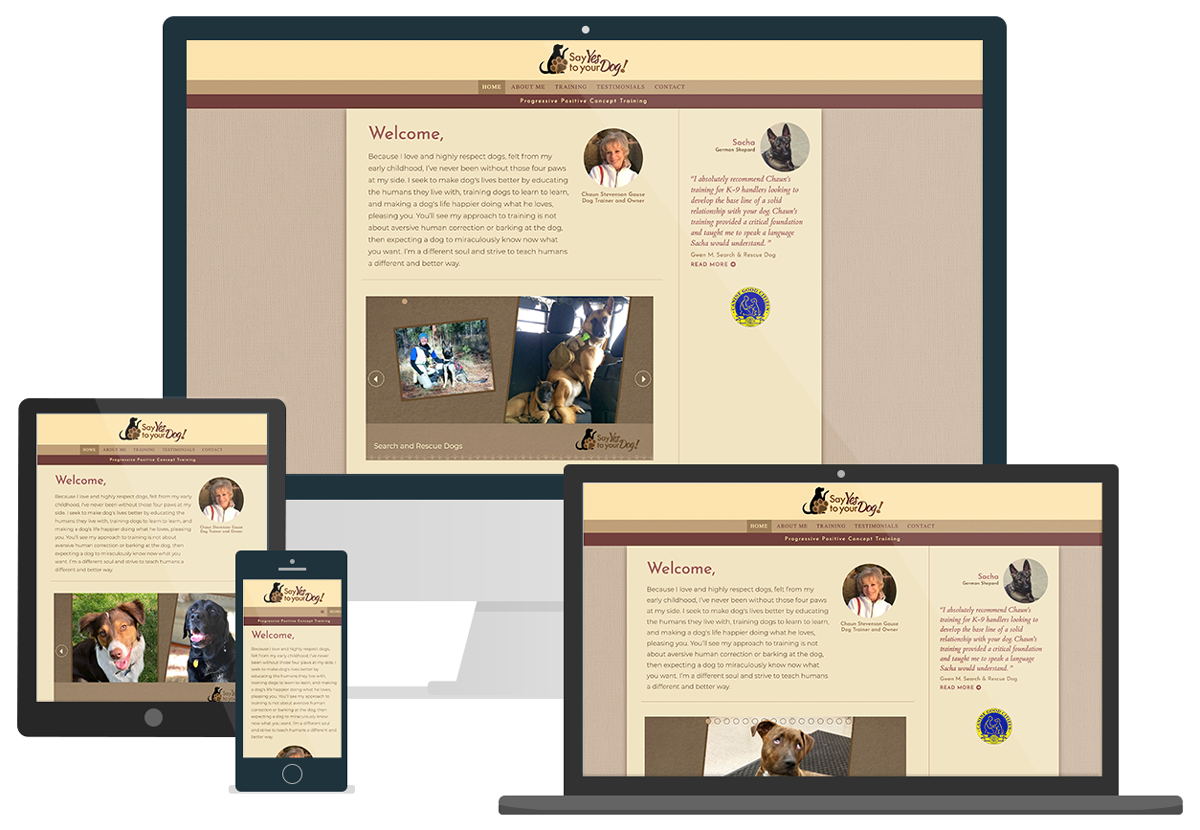 Say Yes
to your Dog!
HOME ABOUT ME TRAINING TESTIMONIALS CONTACT
Progressive Positive Concept Training
Welcome,
Because I love and highly respect dogs, felt from my
early childhood, I've never been without those four paws
at my side. I seek to make dog's lives better by educating
the humans they live with, training dogs to learn to learn,
and making a dog's life happier doing what he loves,
pleasing you. You'll see my approach to training is not
about aversive human correction or barking at the dog,
then expecting a dog to miraculously know now what
you want. I'm a different soul and strive to teach humans
a different and better way.
Chaun Stevenson Gause
Dog Trainer and Owner
Sacha
German Shepard
"I absolutely recommend Chaun's
training for K-9 handlers looking to
develop the base line of a solid
relationship with your dog. Chaun's
training provided a critical foundation
and taught me to speak a language
Sacha would understand. "
Gwen M. Search & Rescue Dog
READ MORE
CANINE GOOD CITIZEN
Search and Rescue Dogs
Say Yes
to your Dog!
Say Yes
to your Dog!
HOME ABOUT ME TRAINING TESTIMONIALS CONTACT
Progressive Positive Concept Training
Welcome,
Because I love and highly respect dogs, felt from my early
childhood, I've never been without those four paws at my
side. I seek to make dog's lives better by educating the
humans they live with, training dogs to learn to learn, and
making a dog's life happier doing what he loves,
pleasing you. You'll see my approach to training is not
about aversive human correction or barking at the dog, then
expecting a dog to miraculously know now what you
want. I'm a different soul and strive to teach humans a
different and better way.
Chaun Stevenson Gause
Dog Trainer and Owner
Say Yes
Say Yes
to your Dog!
HOME
Progressive Positive Concept Training
Welcome,
Because I love and highly respect dogs,
felt from my early childhood, I've never
been without those four paws at my side. I
seek to make dog's lives better by
educating the humans they live with,
training dogs to learn to learn, and making
a dog's life happier doing what he loves,
pleasing you. You'll see my approach to
training is not about aversive human
correction or barking at the dog, then
expecting a dog to miraculously know
now what you want. I'm a different soul
and strive to teach humans a different and
better way.
Say Yes
to your Dog!
HOME ABOUT ME TRAINING TESTIMONIALS CONTACT
Progressive Positive Concept Training
Welcome,
Because I love and highly respect dogs, felt from my
early childhood, I've never been without those four paws
at my side. I seek to make dog's lives better by educating
the humans they live with, training dogs to learn to learn,
and making a dog's life happier doing what he loves,
pleasing you. You'll see my approach to training is not
about aversive human correction or barking at the dog,
then expecting a dog to miraculously know now what
you want. I'm a different soul and strive to teach humans
a different and better way.
Chaun Stevenson Gause
Dog Trainer and Owner
Sacha
German Shepard
"I absolutely recommend Chaun's
training for K-9 handlers looking to
develop the base line of a solid
relationship with your dog. Chaun's
training provided a critical foundation
and taught me to speak a language
Sacha would understand. "
Gwen M. Search & Rescue Dog
READ MORE
CANINE GOOD CITIZEN